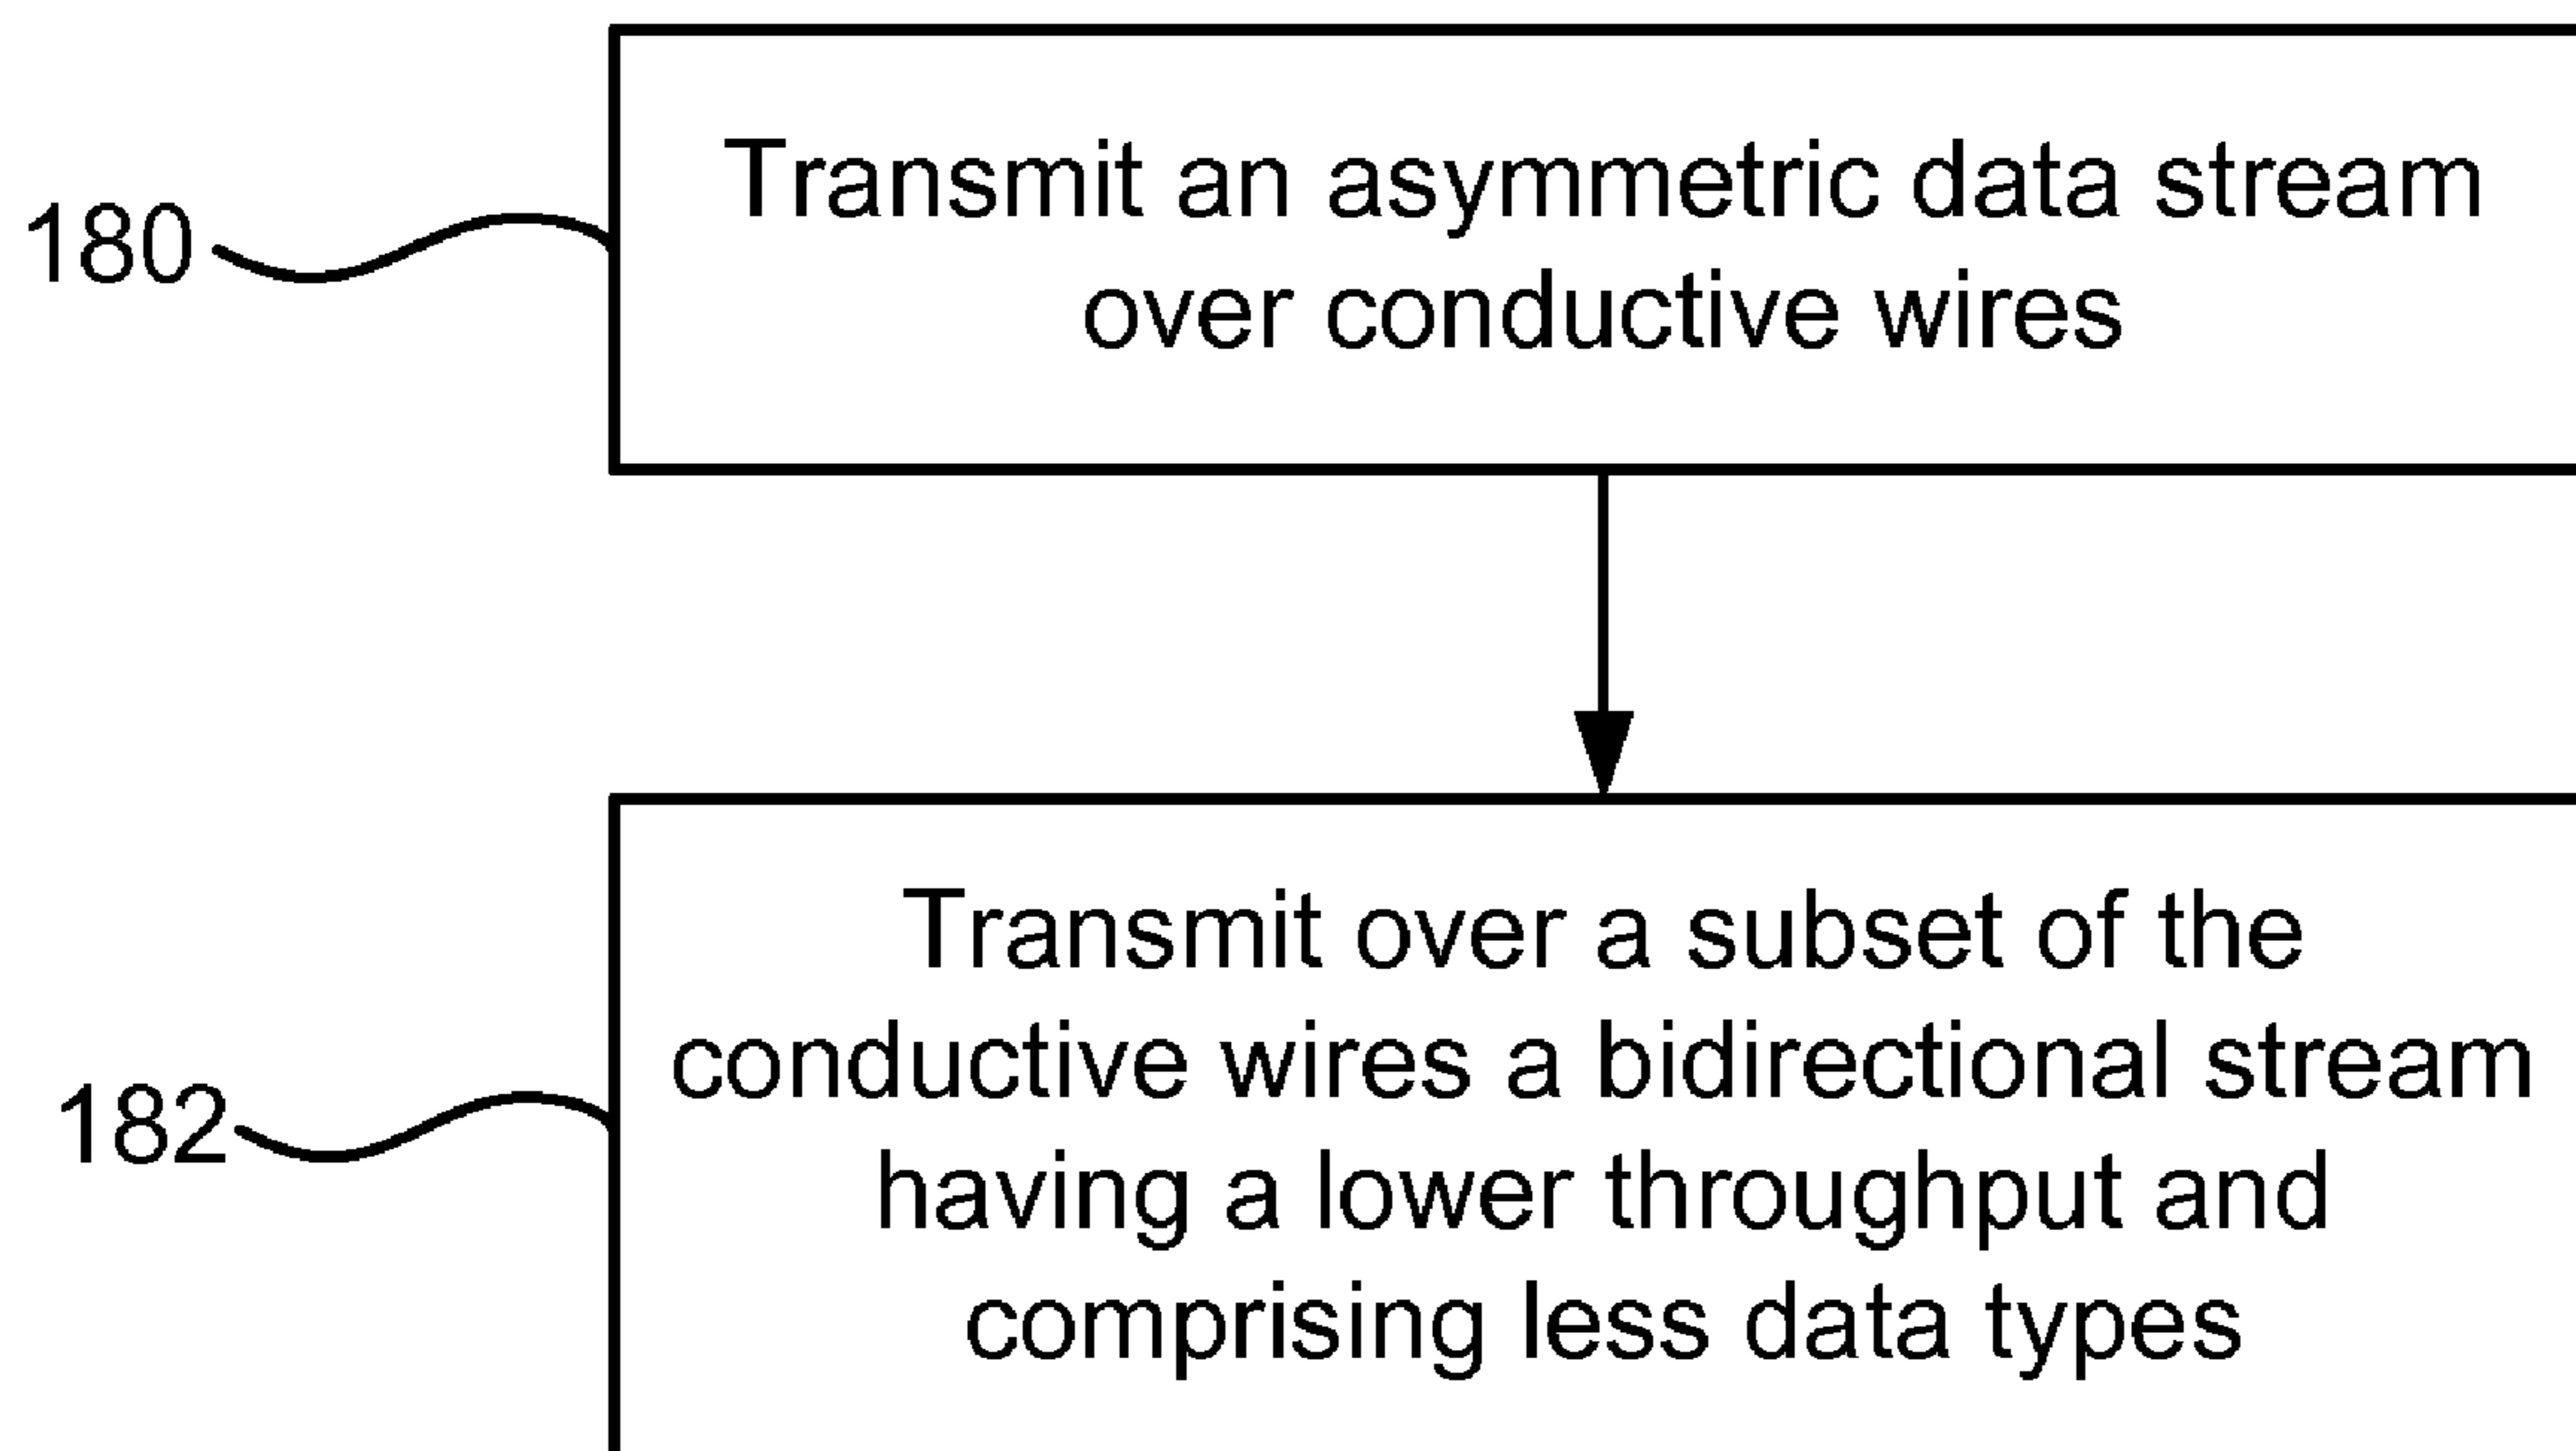 180
Transmit an asymmetric data stream
over conductive wires
182
Transmit over a subset of the
conductive wires a bidirectional stream
having a lower throughput and
comprising less data types